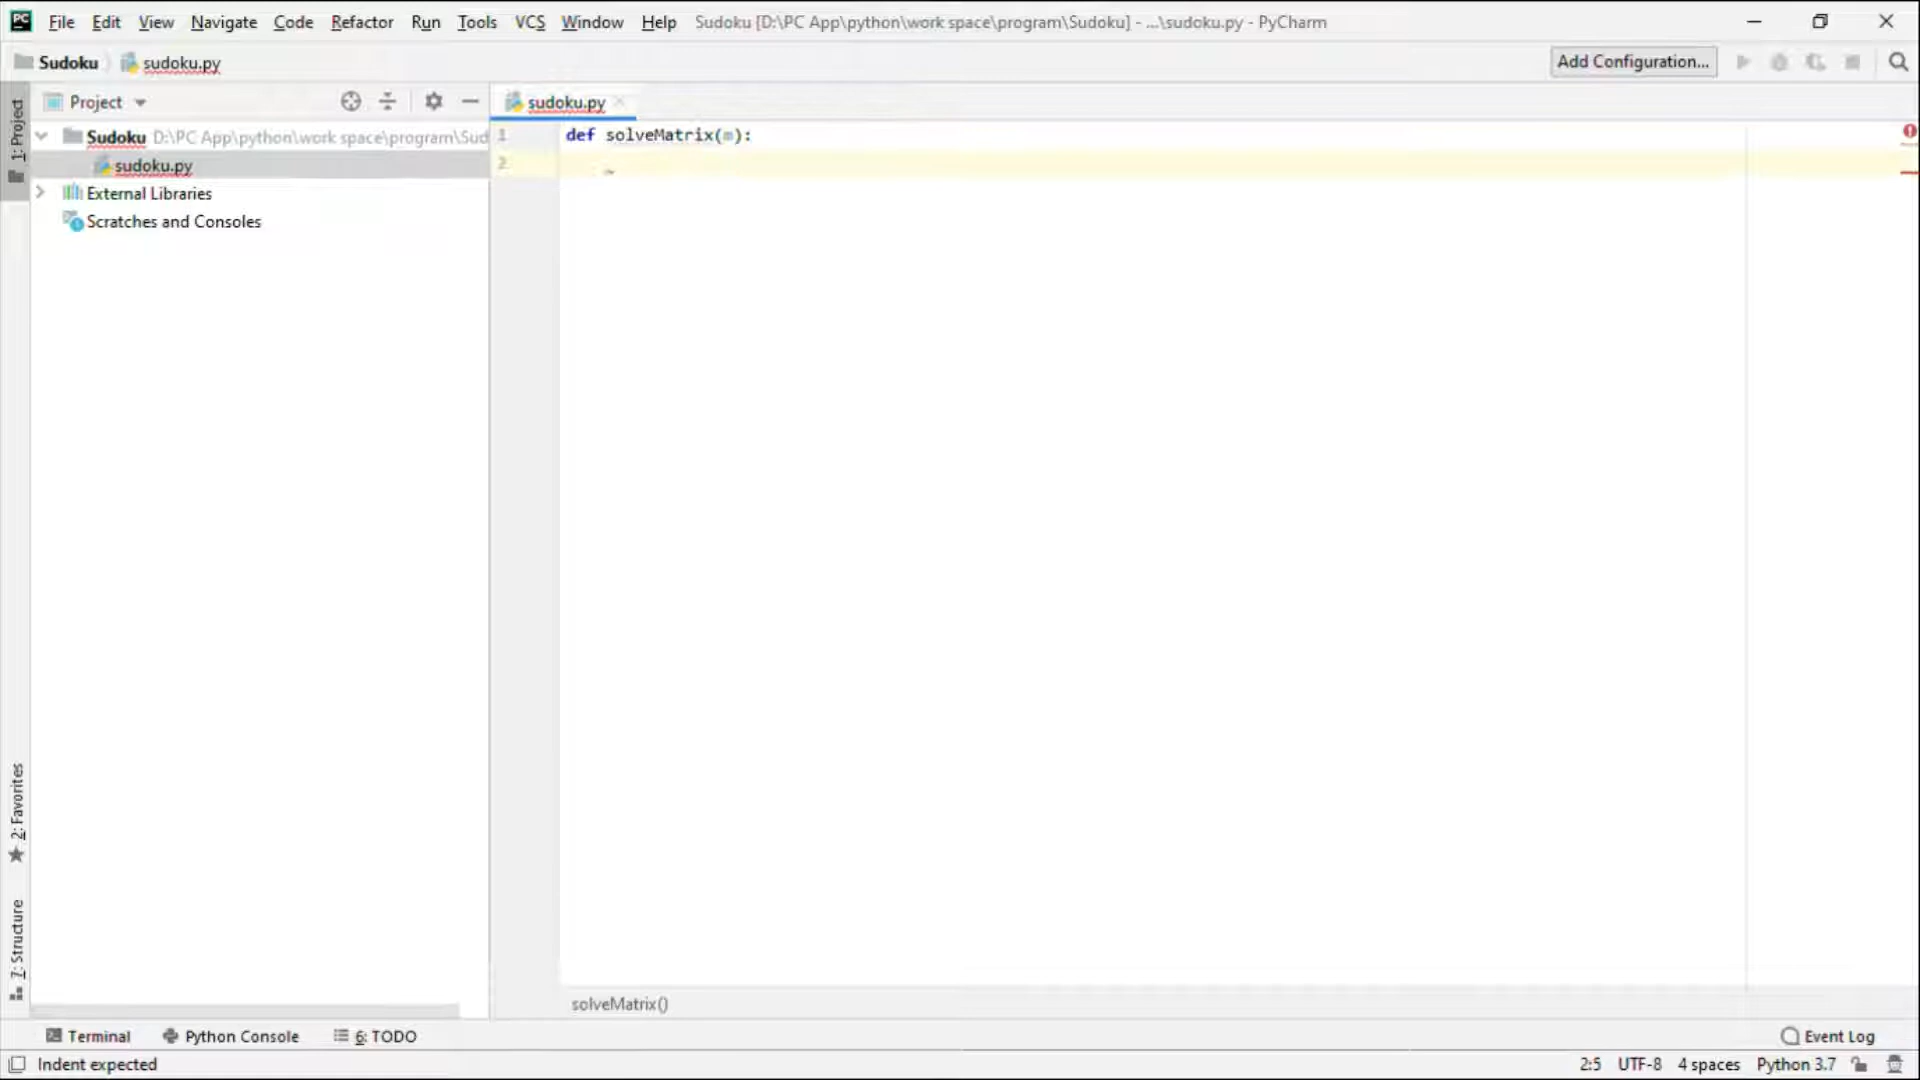 PC File Edit View Navigate Code Refactor Run Tools VCS Window Help Sudoku [D:\PC App\python\work space\program\Sudoku] - ...\sudoku.py - PyCharm
Sudoku sudoku.py Add Configuration...
1: Project
Project
sudoku.py
Sudoku D:\PC App\python\work space\program\Sud
sudoku.py
External Libraries
Scratches and Consoles
1 def solveMatrix(m):
2
2: Favorites
7: Structure
solveMatrix()
Terminal Python Console 6: TODO Event Log
Indent expected 2:5 UTF-8 4 spaces Python 3.7